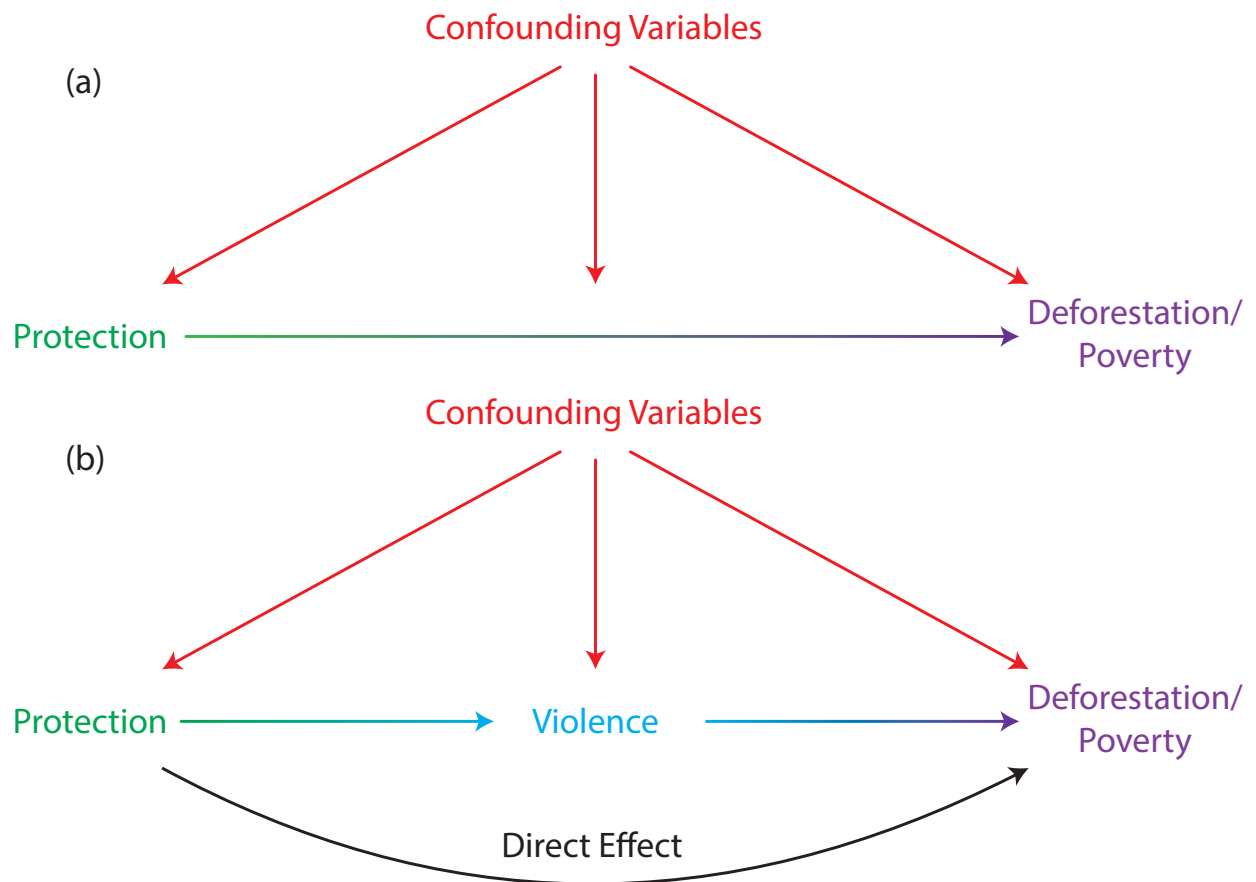 Confounding Variables
(a)
Protection
Deforestation/
Poverty
Confounding Variables
(b)
Protection
Violence
Deforestation/
Poverty
Direct Effect